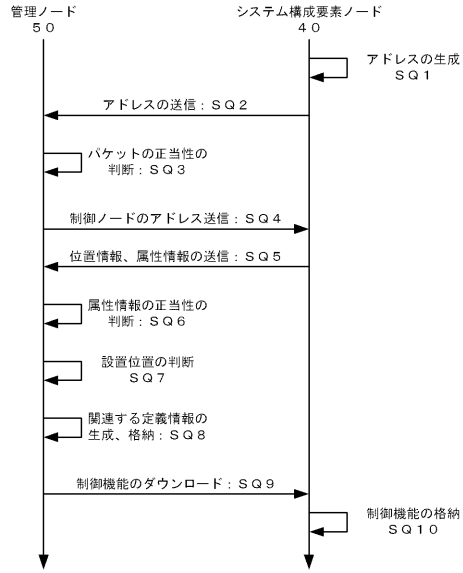 管理ノード
５０
システム構成要素ノード
４０
アドレスの生成
ＳＱ１
アドレスの送信：ＳＱ２
パケットの正当性の
判断：ＳＱ３
制御ノードのアドレス送信：ＳＱ４
位置情報、属性情報の送信：ＳＱ５
属性情報の正当性の
判断：ＳＱ６
設置位置の判断
ＳＱ７
関連する定義情報の
生成、格納：ＳＱ８
制御機能のダウンロード：ＳＱ９
制御機能の格納
ＳＱ１０